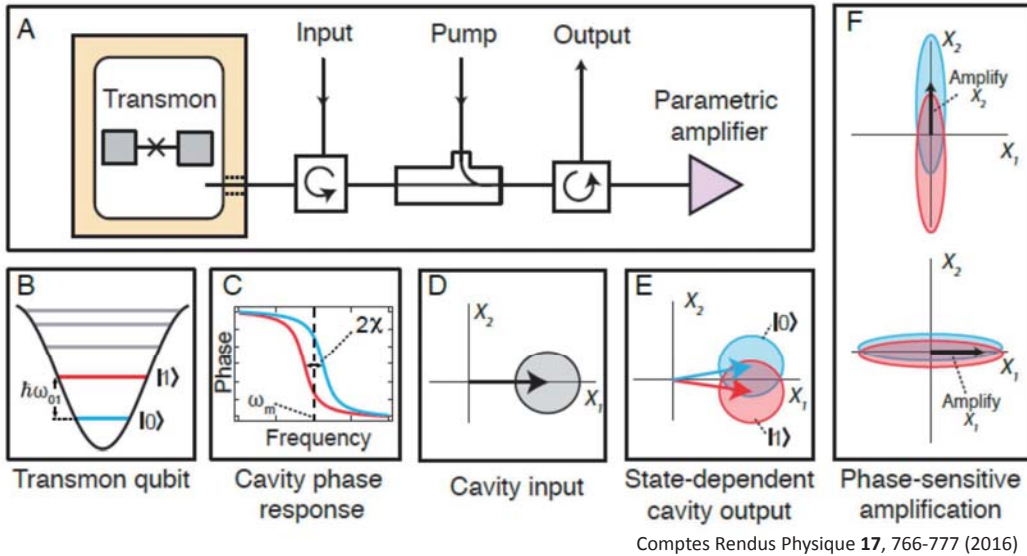 A
Input
Pump
Output
Transmon
Parametric
amplifier
B
ħω01
|1⟩
|0⟩
Transmon qubit
C
2χ
Phase
ωm
Frequency
Cavity phase
response
D
X2
X1
Cavity input
E
X2
|0⟩
X1
|1⟩
State-dependent
cavity output
F
X2
Amplify
X2
X1
X2
X1
Amplify
X1
Phase-sensitive
amplification
Comptes Rendus Physique 17, 766-777 (2016)